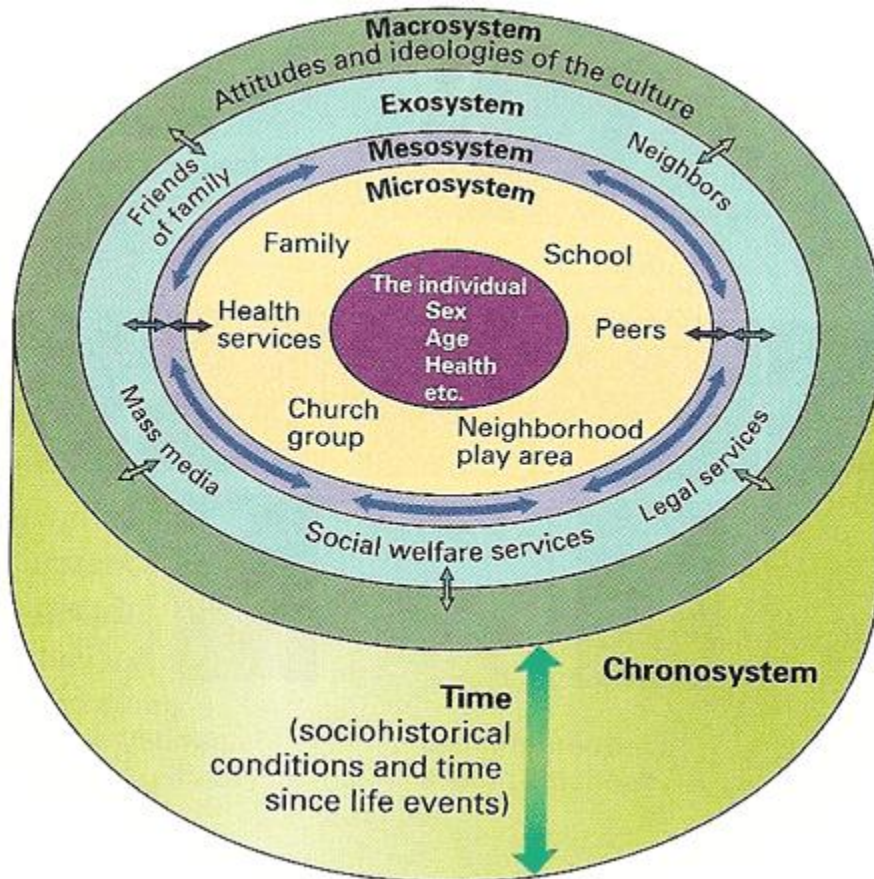 Macrosystem
Attitudes and ideologies of the culture
Exosystem
Mesosystem
Microsystem
Friends
of family
Neighbors
Family
School
The individual
Sex
Age
Health
etc.
Health
services
Peers
Church
group
Neighborhood
play area
Mass media
Social welfare services
Legal services
Chronosystem
Time
(sociohistorical
conditions and time
since life events)